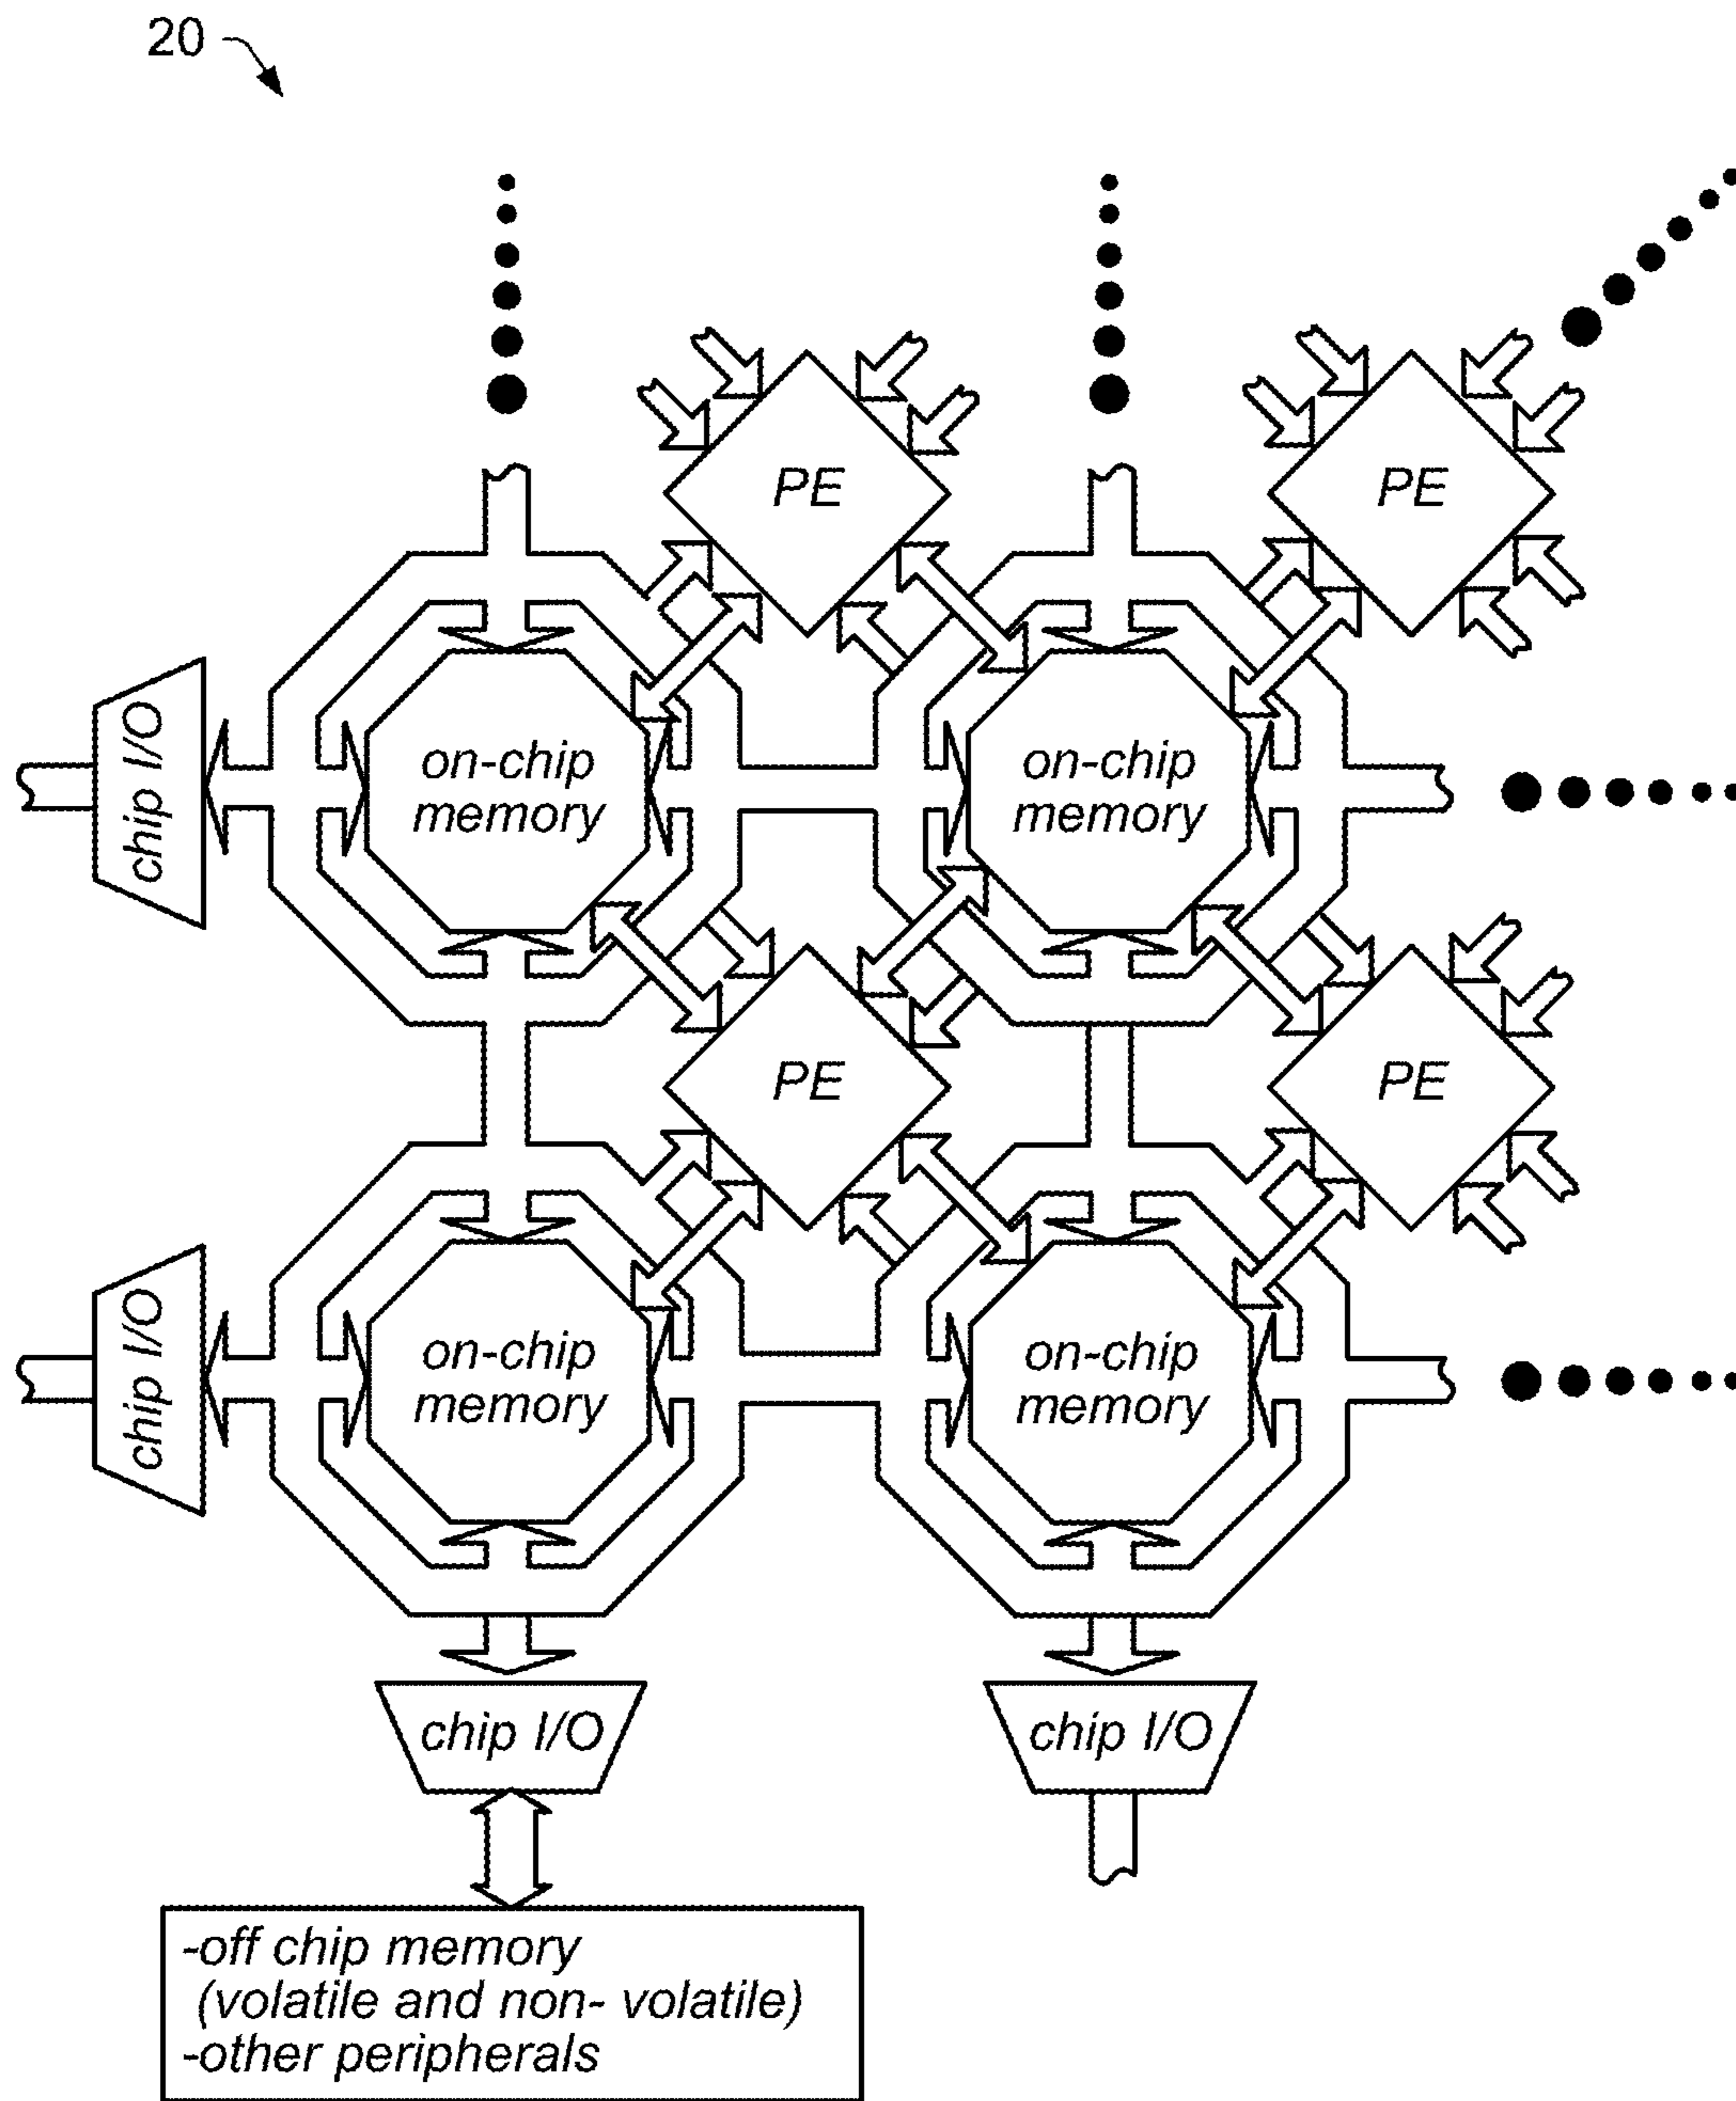 20
PE
PE
chip I/O
on-chip
memory
on-chip
memory
PE
PE
chip I/O
on-chip
memory
on-chip
memory
chip I/O
chip I/O
-off chip memory
(volatile and non- volatile)
-other peripherals